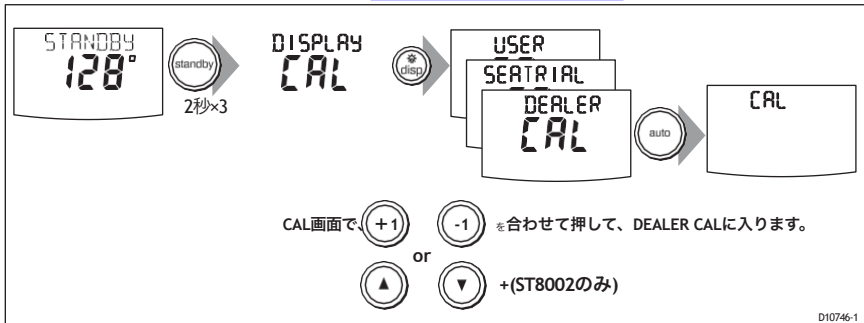 STANDBY
128°
standby
2秒×3
DISPLAY
CAL
disp
USER
SEATRIAL
DEALER
CAL
auto
CAL
CAL画面で、 +1 -1 を合わせて押して、DEALER CALに入ります。
or
+(ST8002のみ)
D10746-1